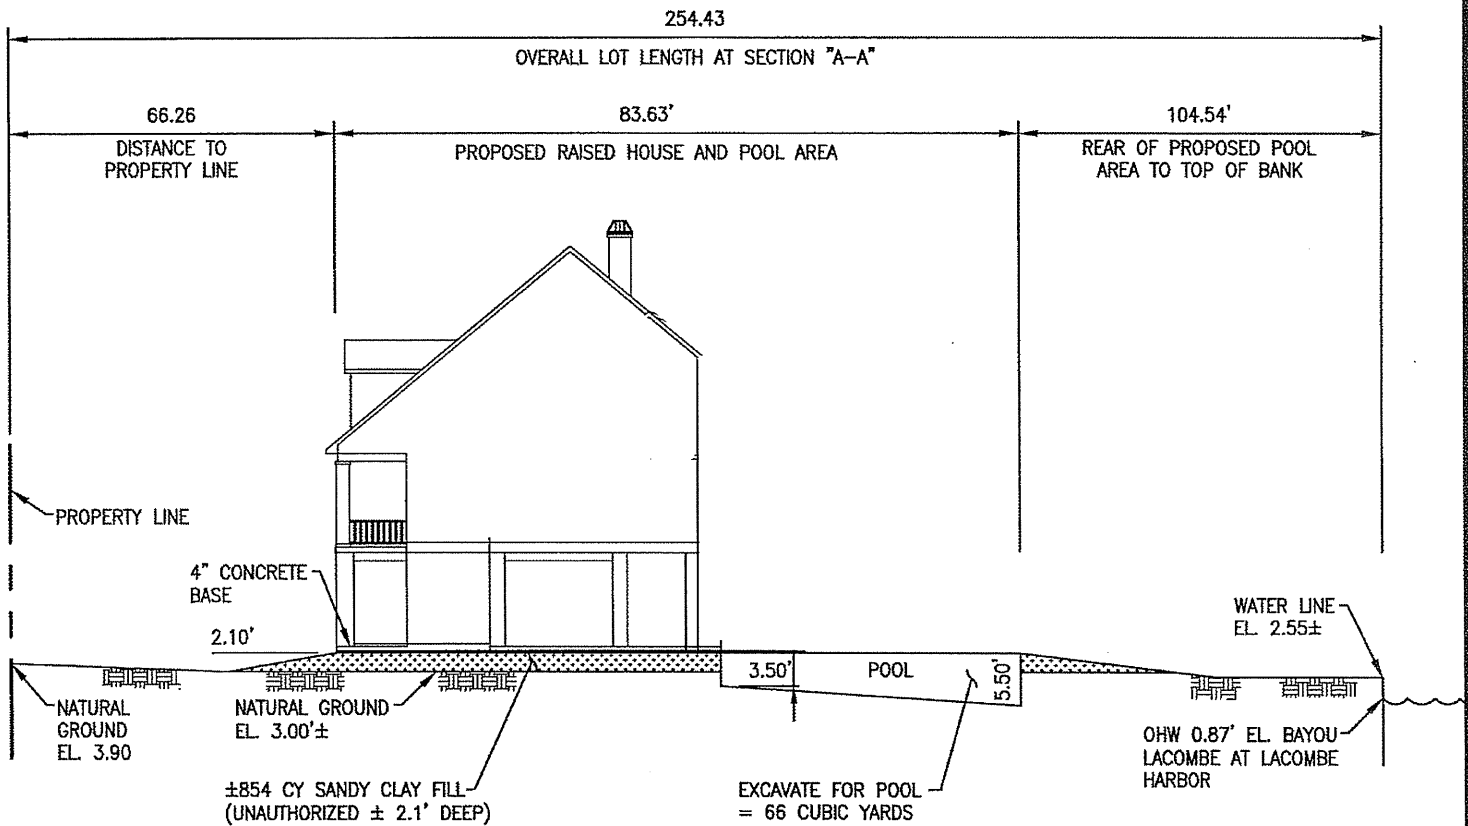 254.43
OVERALL LOT LENGTH AT SECTION "A-A"
66.26
DISTANCE TO
PROPERTY LINE
83.63'
PROPOSED RAISED HOUSE AND POOL AREA
104.54'
REAR OF PROPOSED POOL
AREA TO TOP OF BANK
PROPERTY LINE
4" CONCRETE
BASE
2.10'
WATER LINE
EL. 2.55±
3.50'
POOL
5.50'
NATURAL
GROUND
EL. 3.90
NATURAL GROUND
EL. 3.00'±
OHW 0.87' EL. BAYOU
LACOMBE AT LACOMBE
HARBOR
±854 CY SANDY CLAY FILL
(UNAUTHORIZED ± 2.1' DEEP)
EXCAVATE FOR POOL
= 66 CUBIC YARDS